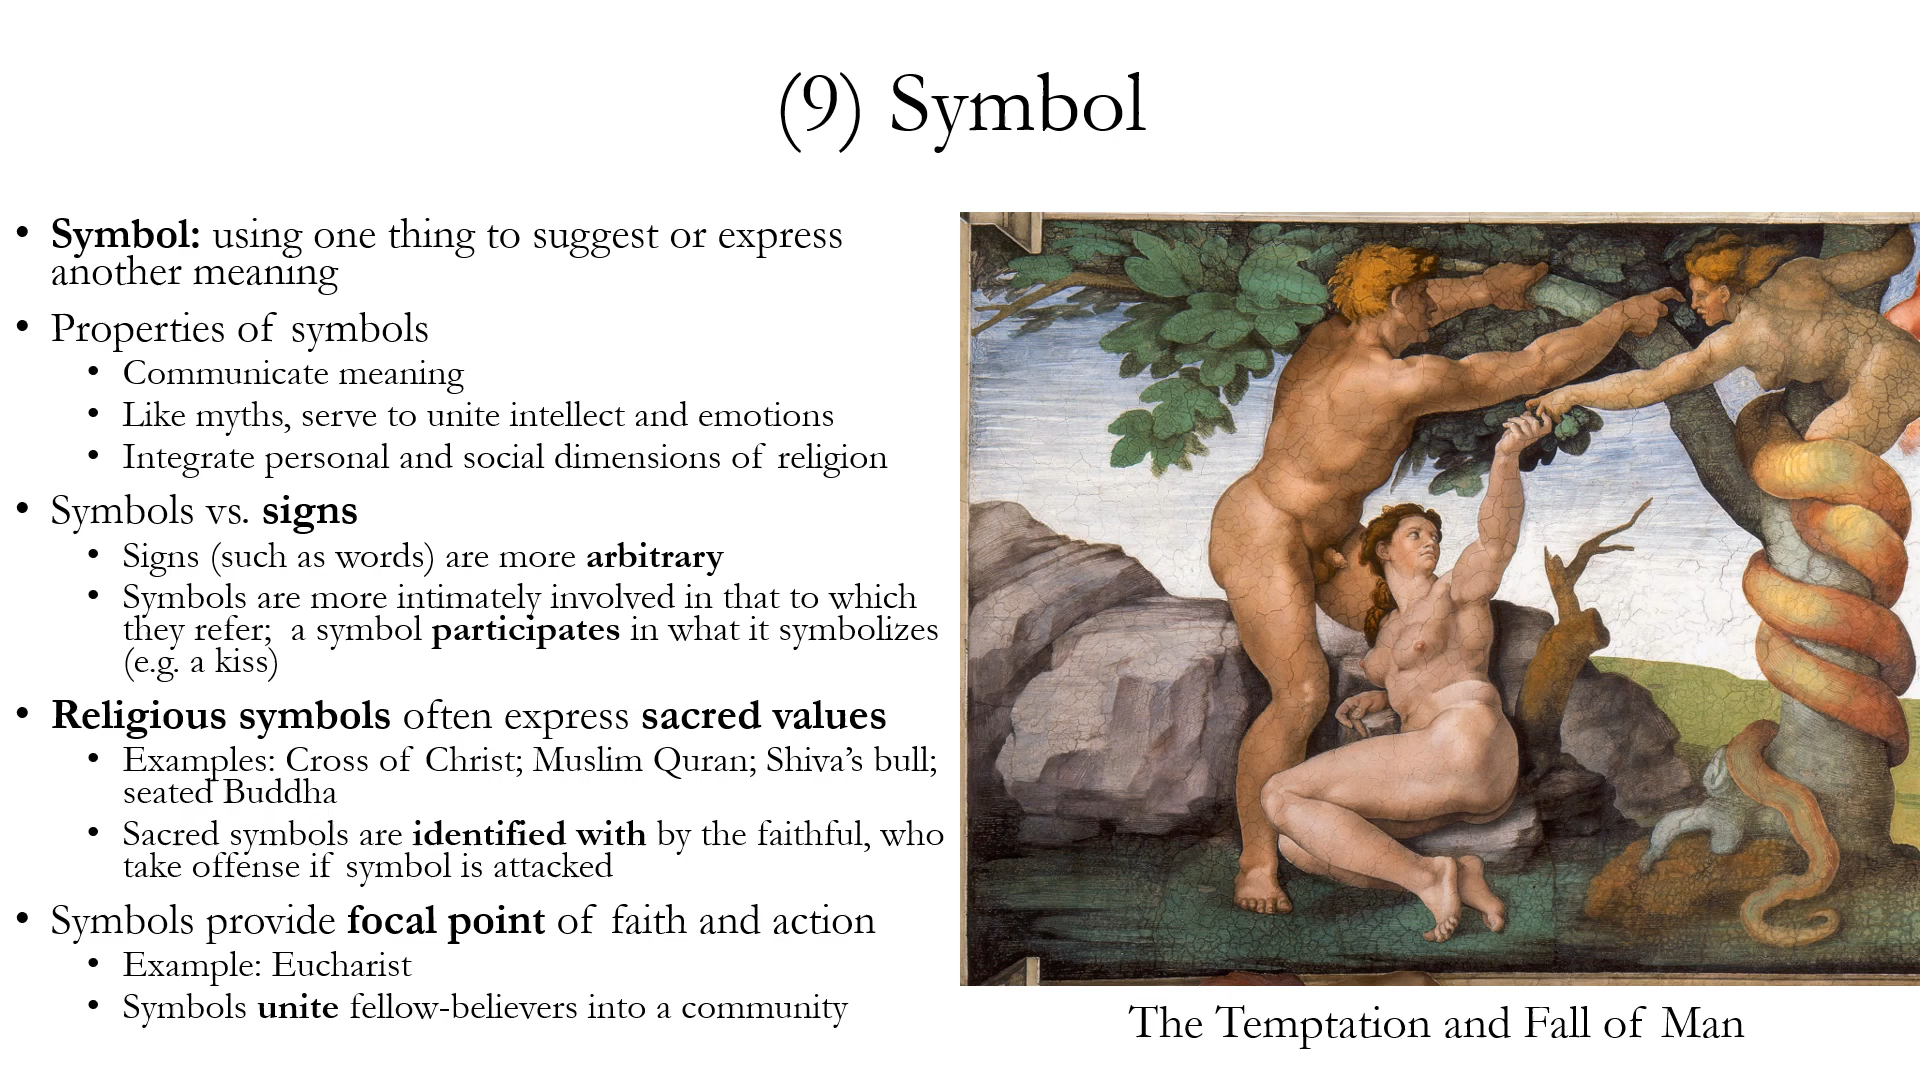 (9) Symbol
• Symbol: using one thing to suggest or express
another meaning
• Properties of symbols
• Communicate meaning
• Like myths, serve to unite intellect and emotions
• Integrate personal and social dimensions of religion
• Symbols vs. signs
• Signs (such as words) are more arbitrary
• Symbols are more intimately involved in that to which
they refer; a symbol participates in what it symbolizes
(e.g. a kiss)
• Religious symbols often express sacred values
• Examples: Cross of Christ; Muslim Quran; Shiva’s bull;
seated Buddha
• Sacred symbols are identified with by the faithful, who
take offense if symbol is attacked
• Symbols provide focal point of faith and action
• Example: Eucharist
• Symbols unite fellow-believers into a community
The Temptation and Fall of Man